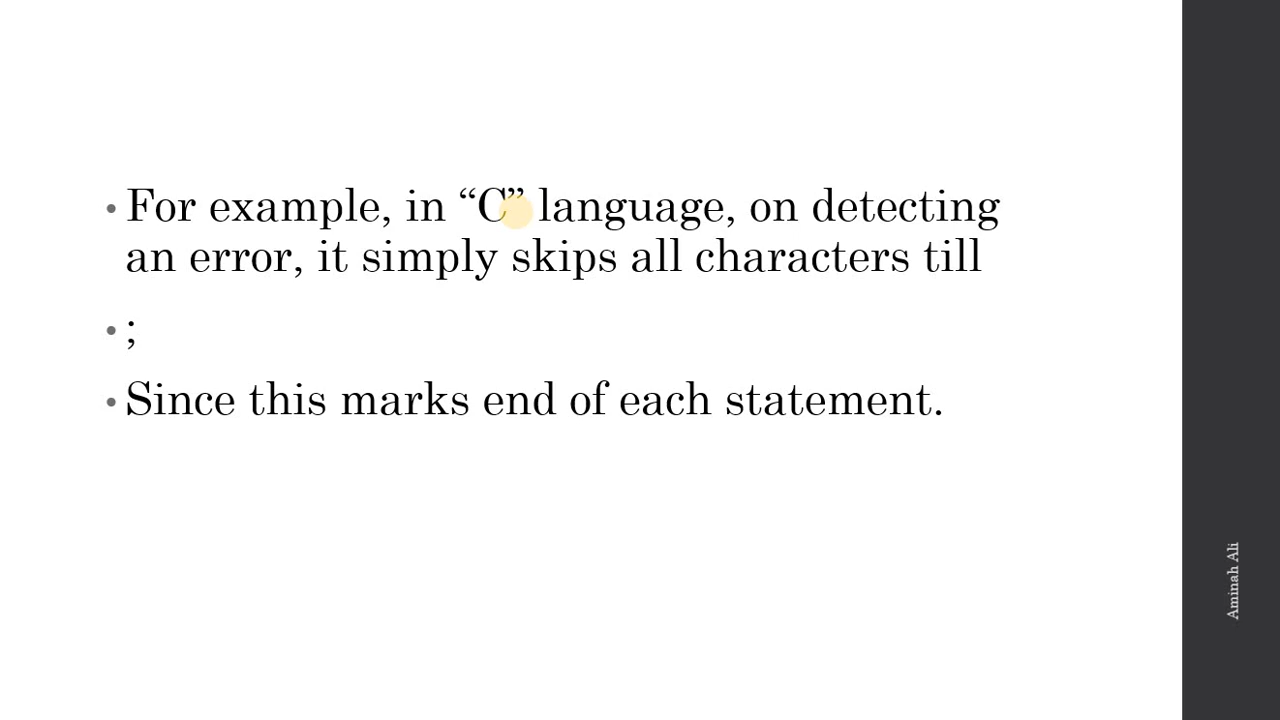 • For example, in “C” language, on detecting
an error, it simply skips all characters till
• ;
• Since this marks end of each statement.
Aminah Ali